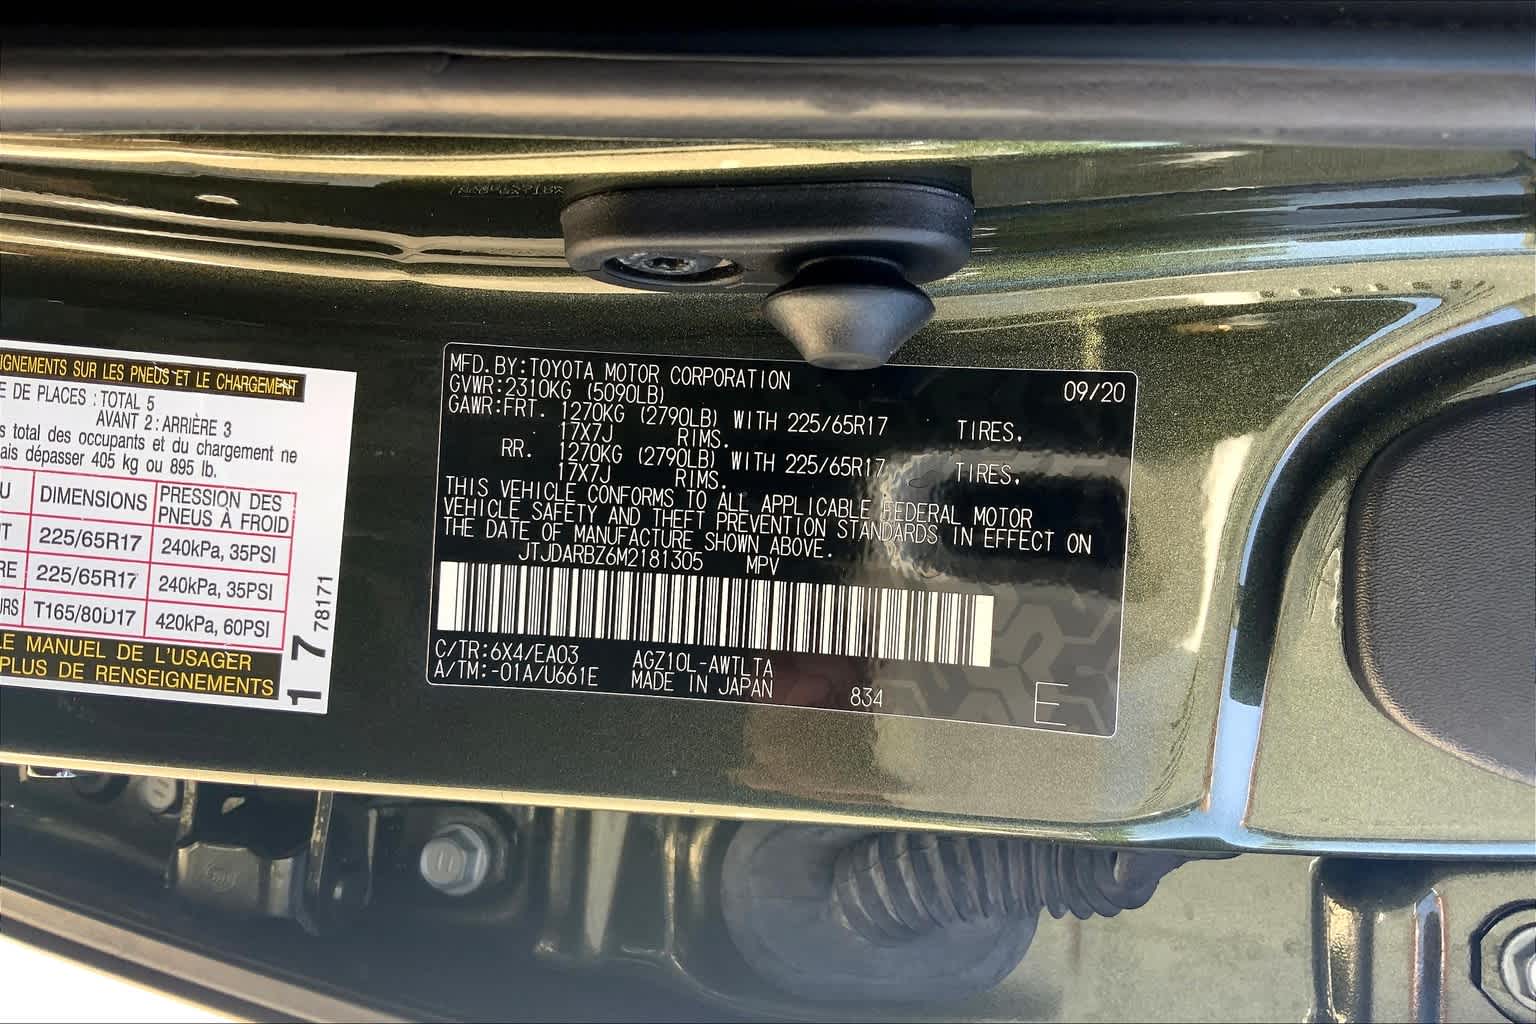 IGNEMENTS SUR LES PNEUS ET LE CHARGEMENT
E DE PLACES : TOTAL 5
AVANT 2 : ARRIÈRE 3
s total des occupants et du chargement ne
ais dépasser 405 kg ou 895 lb.
U DIMENSIONS PRESSION DES PNEUS À FROID
T 225/65R17 240kPa, 35PSI
RE 225/65R17 240kPa, 35PSI
URS T165/80D17 420kPa, 60PSI
LE MANUEL DE L'USAGER
PLUS DE RENSEIGNEMENTS
17 78171
MFD. BY: TOYOTA MOTOR CORPORATION 09/20
GVWR: 2310KG (5090LB)
GAWR: FRT. 1270KG (2790LB) WITH 225/65R17 TIRES,
17X7J RIMS.
RR. 1270KG (2790LB) WITH 225/65R17 TIRES,
17X7J RIMS.
THIS VEHICLE CONFORMS TO ALL APPLICABLE FEDERAL MOTOR
VEHICLE SAFETY AND THEFT PREVENTION STANDARDS IN EFFECT ON
THE DATE OF MANUFACTURE SHOWN ABOVE.
JTJDARBZ6M2181305 MPV
C/TR: 6X4/EA03 AGZ10L-AWTLTA
A/TM: -01A/U661E MADE IN JAPAN 834 E